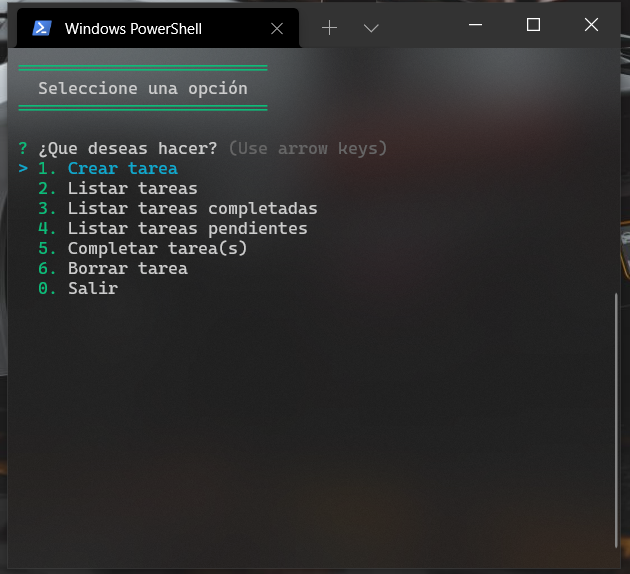 Windows PowerShell
Seleccione una opción
? ¿Que deseas hacer? (Use arrow keys)
> 1. Crear tarea
2. Listar tareas
3. Listar tareas completadas
4. Listar tareas pendientes
5. Completar tarea(s)
6. Borrar tarea
0. Salir